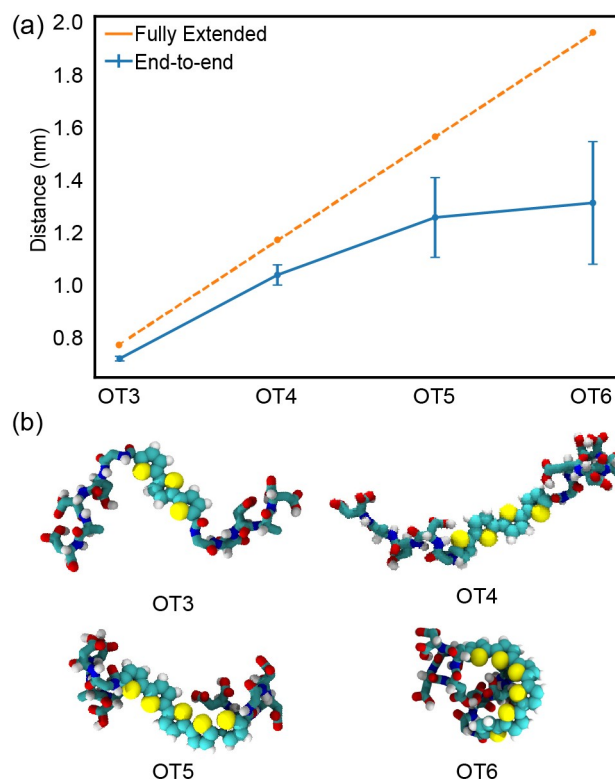 (a)
2.0
1.8
1.6
1.4
1.2
1.0
0.8
Distance (nm)
Fully Extended
End-to-end
OT3 OT4 OT5 OT6
(b)
OT3 OT4
OT5 OT6